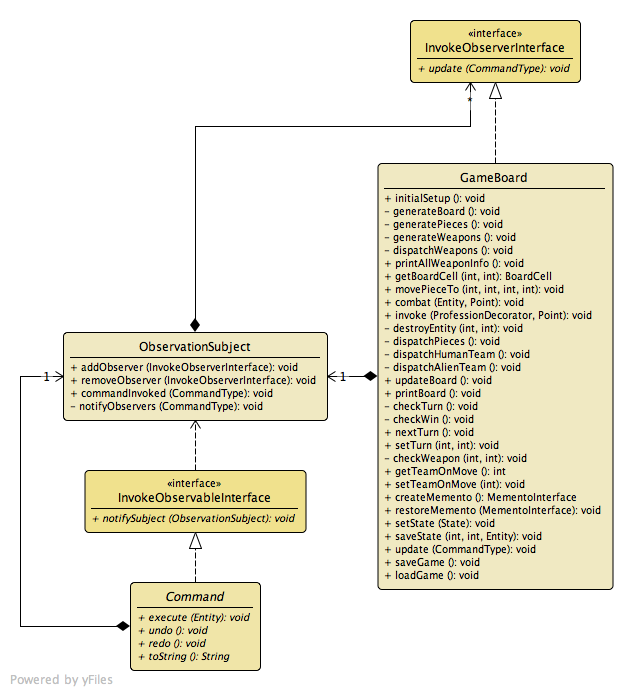 «interface»
InvokeObserverInterface
+ update (CommandType): void
*
GameBoard
+ initialSetup (): void
− generateBoard (): void
− generatePieces (): void
− generateWeapons (): void
− dispatchWeapons (): void
+ printAllWeaponInfo (): void
+ getBoardCell (int, int): BoardCell
+ movePieceTo (int, int, int, int): void
+ combat (Entity, Point): void
+ invoke (ProfessionDecorator, Point): void
− destroyEntity (int, int): void
− dispatchPieces (): void
− dispatchHumanTeam (): void
− dispatchAlienTeam (): void
+ updateBoard (): void
+ printBoard (): void
− checkTurn (): void
− checkWin (): void
+ nextTurn (): void
+ setTurn (int, int): void
− checkWeapon (int, int): void
+ getTeamOnMove (): int
+ setTeamOnMove (int): void
+ createMemento (): MementoInterface
+ restoreMemento (MementoInterface): void
+ setState (State): void
+ saveState (int, int, Entity): void
+ update (CommandType): void
+ saveGame (): void
+ loadGame (): void
ObservationSubject
+ addObserver (InvokeObserverInterface): void
+ removeObserver (InvokeObserverInterface): void
+ commandInvoked (CommandType): void
− notifyObservers (CommandType): void
1
1
«interface»
InvokeObservableInterface
+ notifySubject (ObservationSubject): void
Command
+ execute (Entity): void
+ undo (): void
+ redo (): void
+ toString (): String
Powered by yFiles